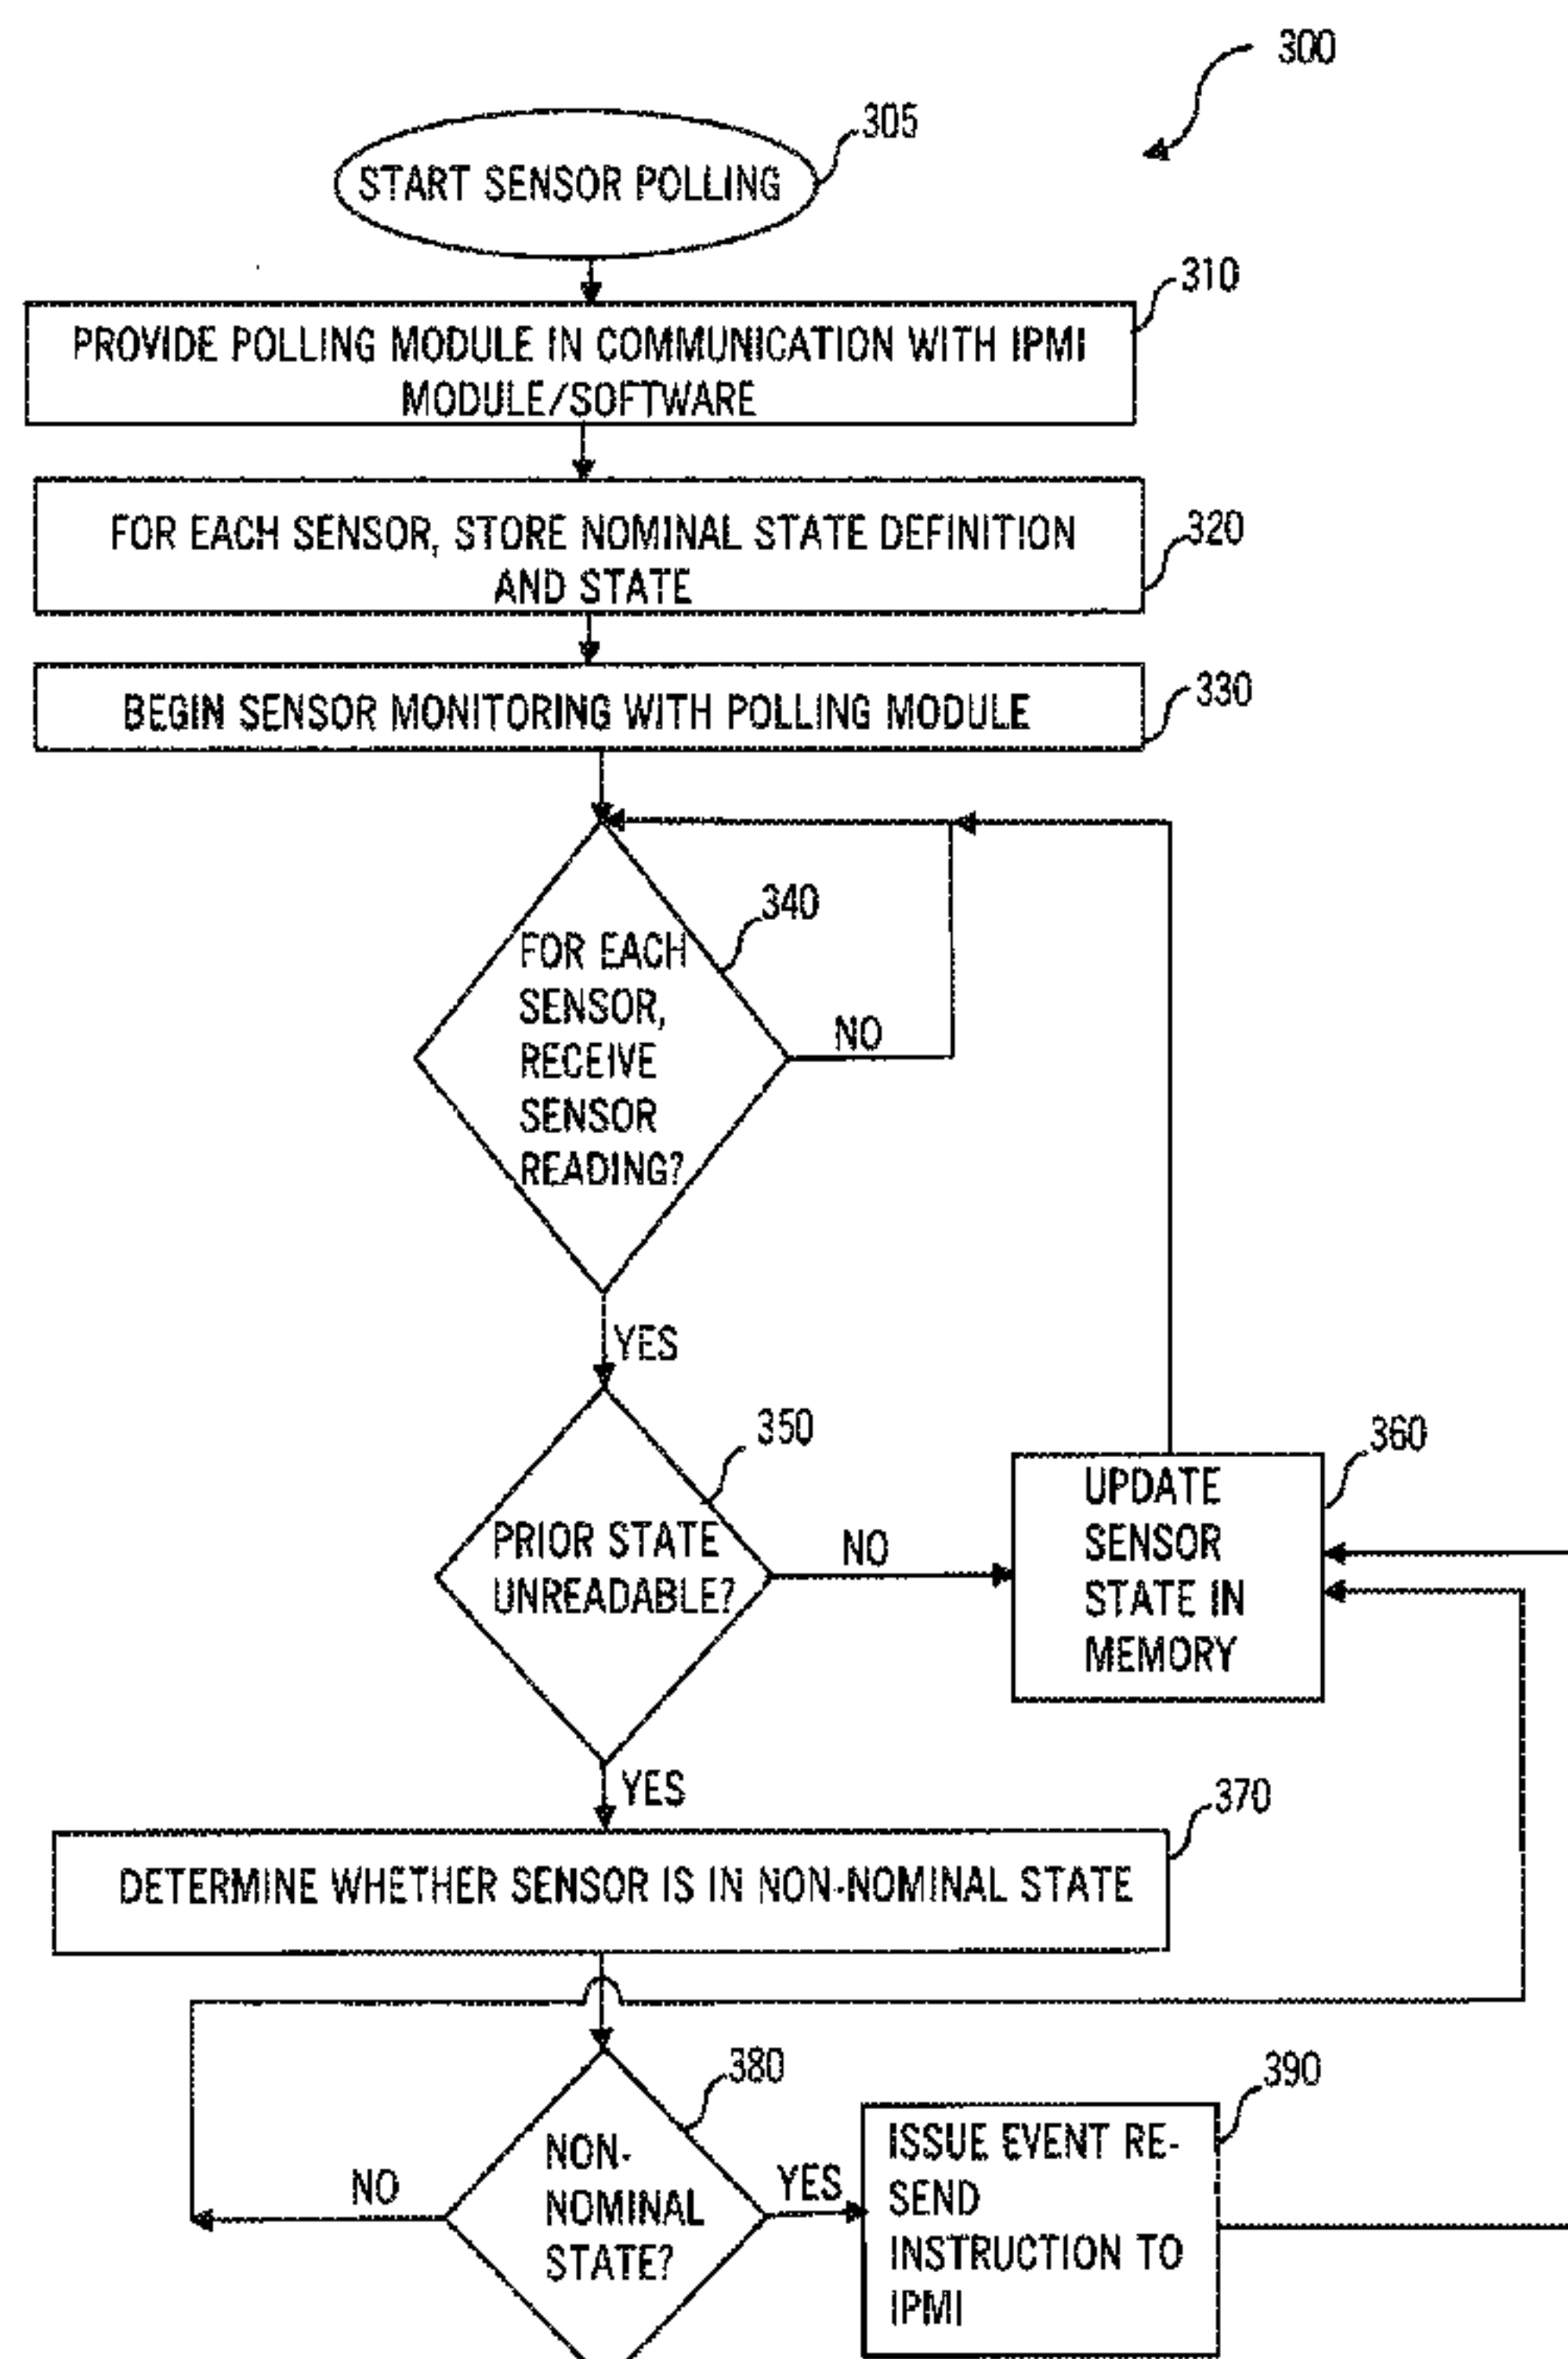 300
305
START SENSOR POLLING
310
PROVIDE POLLING MODULE IN COMMUNICATION WITH IPMI
MODULE/SOFTWARE
320
FOR EACH SENSOR, STORE NOMINAL STATE DEFINITION
AND STATE
330
BEGIN SENSOR MONITORING WITH POLLING MODULE
340
FOR EACH
SENSOR,
RECEIVE
SENSOR
READING?
NO
YES
350
PRIOR STATE
UNREADABLE?
NO
360
UPDATE
SENSOR
STATE IN
MEMORY
YES
370
DETERMINE WHETHER SENSOR IS IN NON-NOMINAL STATE
380
NON-
NOMINAL
STATE?
NO
YES
390
ISSUE EVENT RE-
SEND
INSTRUCTION TO
IPMI